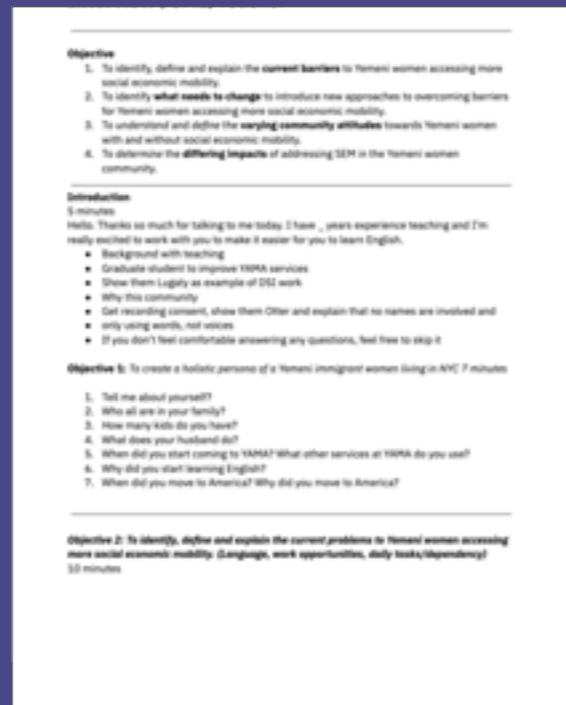 Objective
1. To identify, define and explain the current barriers to Yemeni women accessing more
social economic mobility.
2. To identify what needs to change to introduce new approaches to overcoming barriers
for Yemeni women accessing more social economic mobility.
3. To understand and define the varying community attitudes towards Yemeni women
with and without social economic mobility.
4. To determine the differing impacts of addressing SEM in the Yemeni women
community.
Introduction
5 minutes
Hello. Thanks so much for talking to me today. I have _ years experience teaching and I'm
really excited to work with you to make it easier for you to learn English.
• Background with teaching
• Graduate student to improve YAMA services
• Show them Lugaty as example of DSI work
• Why this community
• Get recording consent, show them Otter and explain that no names are involved and
• only using words, not voices
• If you don't feel comfortable answering any questions, feel free to skip it
Objective 1: To create a holistic persona of a Yemeni immigrant women living in NYC 7 minutes
1. Tell me about yourself?
2. Who all are in your family?
3. How many kids do you have?
4. What does your husband do?
5. When did you start coming to YAMA? What other services at YAMA do you use?
6. Why did you start learning English?
7. When did you move to America? Why did you move to America?
Objective 2: To identify, define and explain the current problems to Yemeni women accessing
more social economic mobility. (Language, work opportunities, daily tasks/dependency)
10 minutes